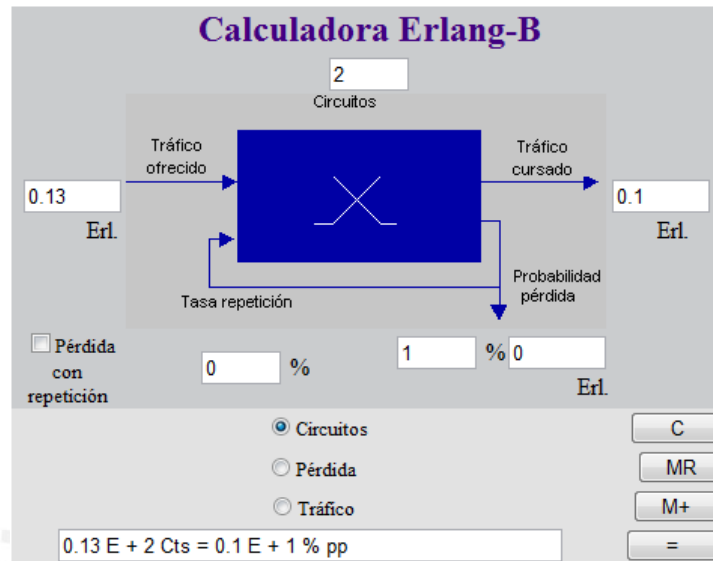 Calculadora Erlang-B
2
Circuitos
Tráfico
ofrecido
Tráfico
cursado
0.13
Erl.
0.1
Erl.
Tasa repetición
Probabilidad
pérdida
Pérdida
con
repetición
0
%
1
%
0
Erl.
Circuitos
C
Pérdida
MR
Tráfico
M+
0.13 E + 2 Cts = 0.1 E + 1 % pp
=